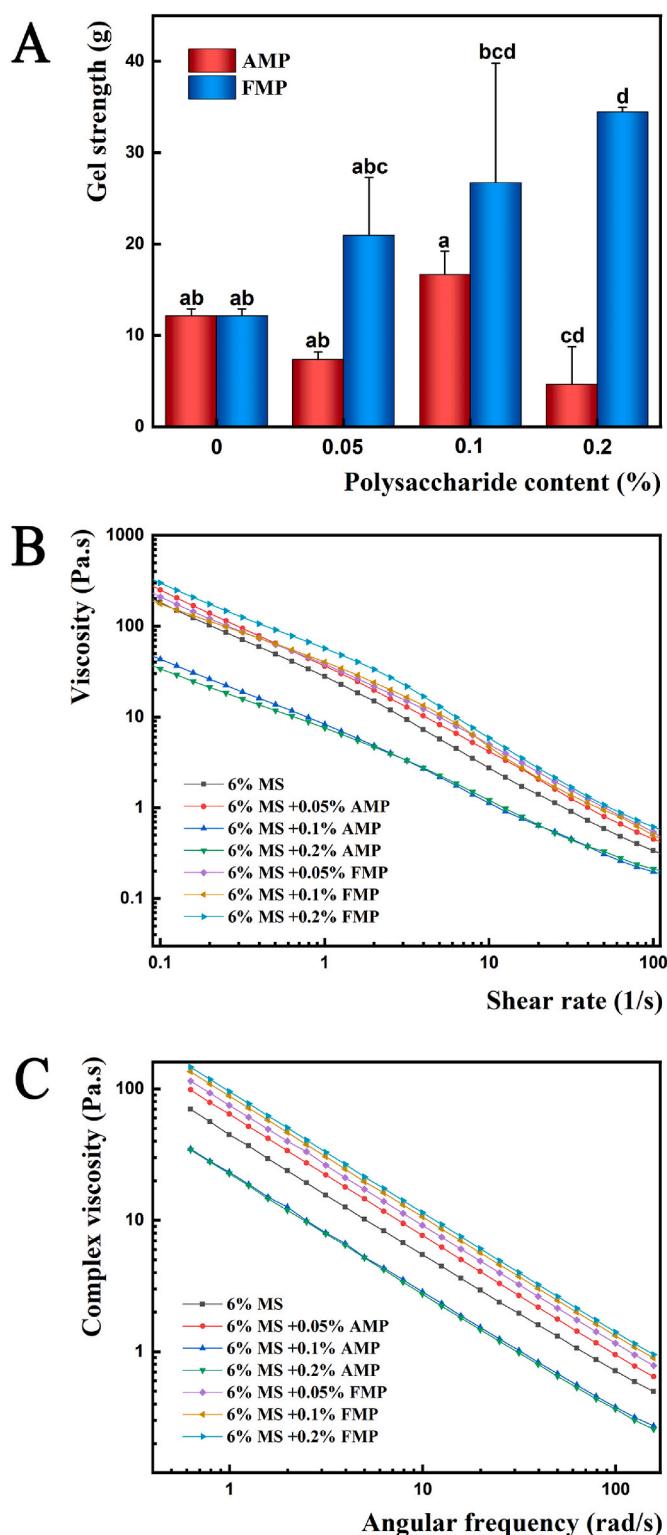 A
Gel strength (g)
40
30
20
10
0
AMP
FMP
ab
ab
ab
abc
a
bcd
cd
d
0
0.05
0.1
0.2
Polysaccharide content (%)
B
Viscosity (Pa.s)
1000
100
10
1
0.1
6% MS
6% MS +0.05% AMP
6% MS +0.1% AMP
6% MS +0.2% AMP
6% MS +0.05% FMP
6% MS +0.1% FMP
6% MS +0.2% FMP
0.1
1
10
100
Shear rate (1/s)
C
Complex viscosity (Pa.s)
100
10
1
6% MS
6% MS +0.05% AMP
6% MS +0.1% AMP
6% MS +0.2% AMP
6% MS +0.05% FMP
6% MS +0.1% FMP
6% MS +0.2% FMP
1
10
100
Angular frequency (rad/s)